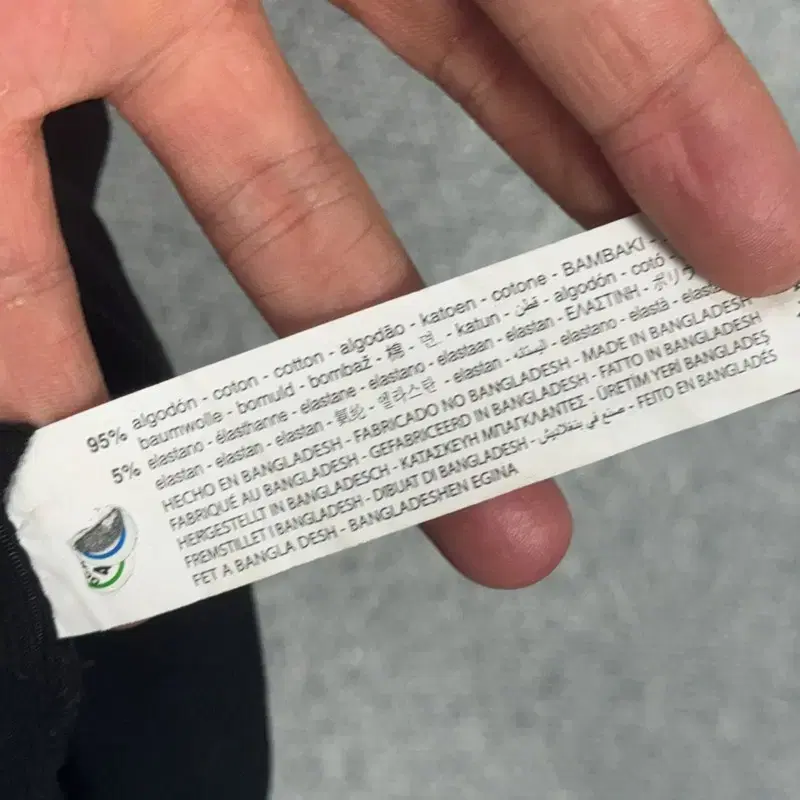 95% algodón - coton - cotton - algodão - katoen - cotone - BAMBAKI -
baumwolle - bomuld - bombaž - 棉 - 면 - katun - قطن - algodón - cotó
5% elastano - élasthanne - elastane - elastano - elastaan - elastan - ΕΛΑΣΤΙΝΗ - ポリ
elastan - elastan - elastan - 氨纶 - 엘라스탄 - elastan - الاستان - elastano - elastà -
HECHO EN BANGLADESH - FABRICADO NO BANGLADESH - MADE IN BANGLADESH
FABRIQUÉ AU BANGLADESH - GEFABRICEERD IN BANGLADESH - FATTO IN BANGLADESH
HERGESTELLT IN BANGLADESCH - ΚΑΤΑΣΚΕΥΗ ΜΠΑΓΚΛΑΝΤΕΣ - ÜRETİM YERİ BANGLADEŞ
FREMSTILLET I BANGLADESH - DIBUAT DI BANGLADESH - صنع في بنغلاديش - FEITO EN BANGLADÉS
FET A BANGLA DESH - BANGLADESHEN EGINA